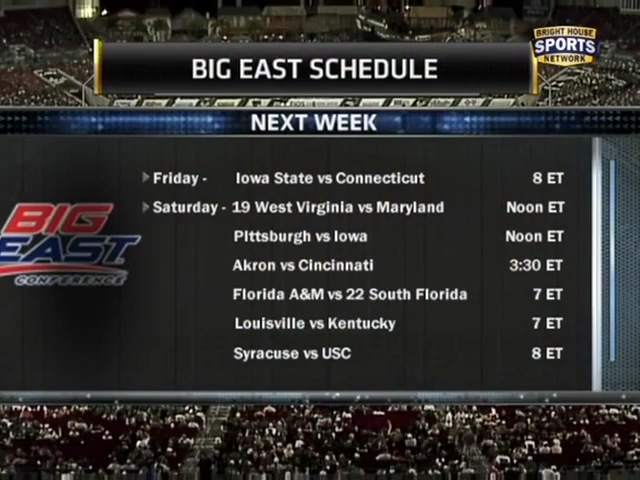 BRIGHT HOUSE
SPORTS
NETWORK
BIG EAST SCHEDULE
NEXT WEEK
Friday - Iowa State vs Connecticut 8 ET
Saturday - 19 West Virginia vs Maryland Noon ET
PIttsburgh vs Iowa Noon ET
Akron vs Cincinnati 3:30 ET
Florida A&M vs 22 South Florida 7 ET
Louisville vs Kentucky 7 ET
Syracuse vs USC 8 ET
BIG
EAST
CONFERENCE